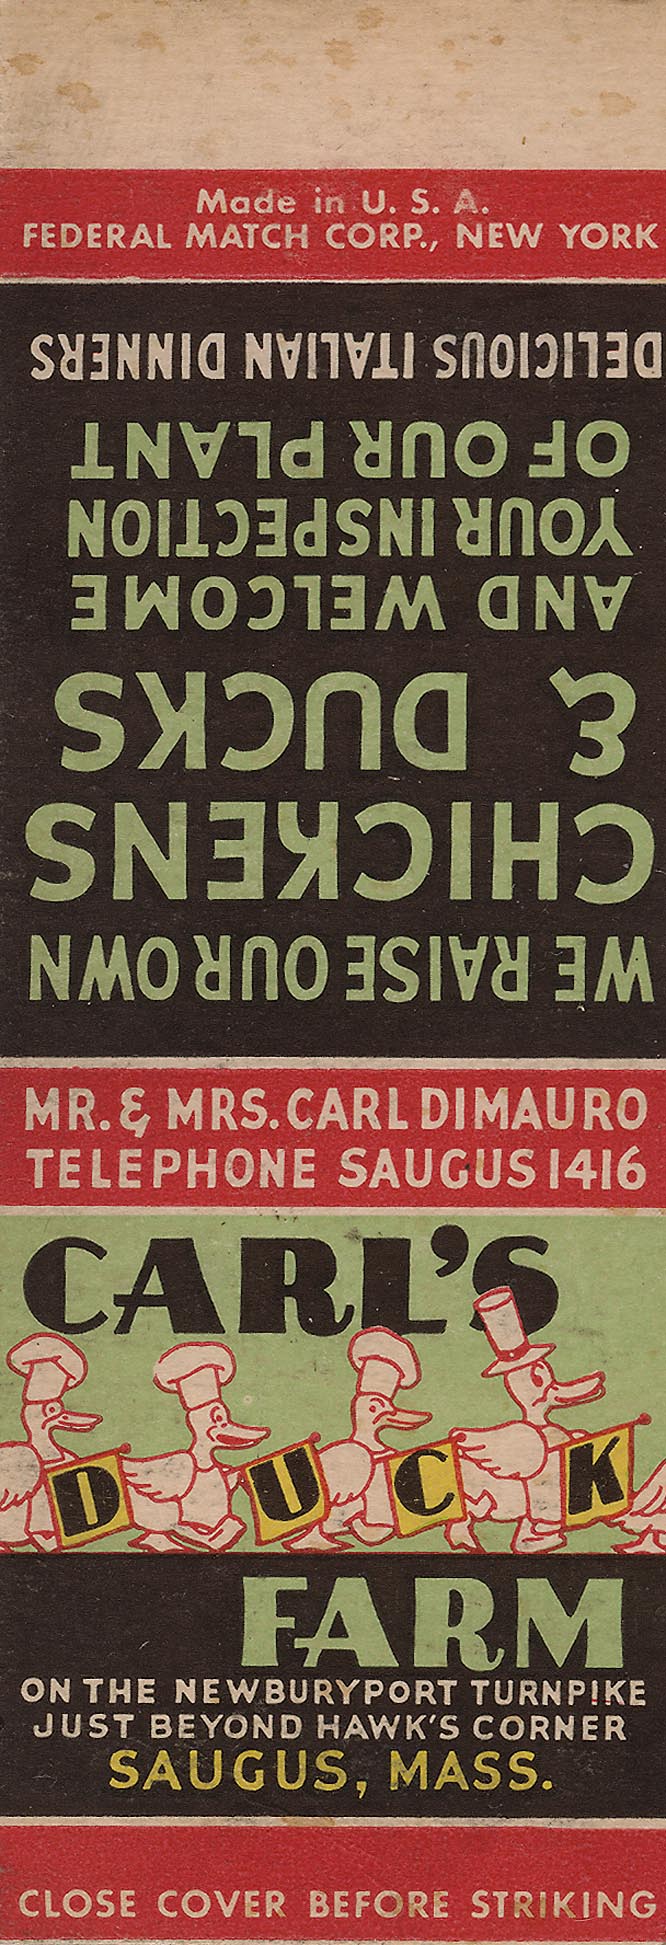 Made in U. S. A.
FEDERAL MATCH CORP., NEW YORK
WE RAISE OUR OWN
CHICKENS
& DUCKS
AND WELCOME
YOUR INSPECTION
OF OUR PLANT
DELICIOUS ITALIAN DINNERS
MR. & MRS. CARL DIMAURO
TELEPHONE SAUGUS 1416
CARL'S
DUCK
FARM
ON THE NEWBURYPORT TURNPIKE
JUST BEYOND HAWK'S CORNER
SAUGUS, MASS.
CLOSE COVER BEFORE STRIKING